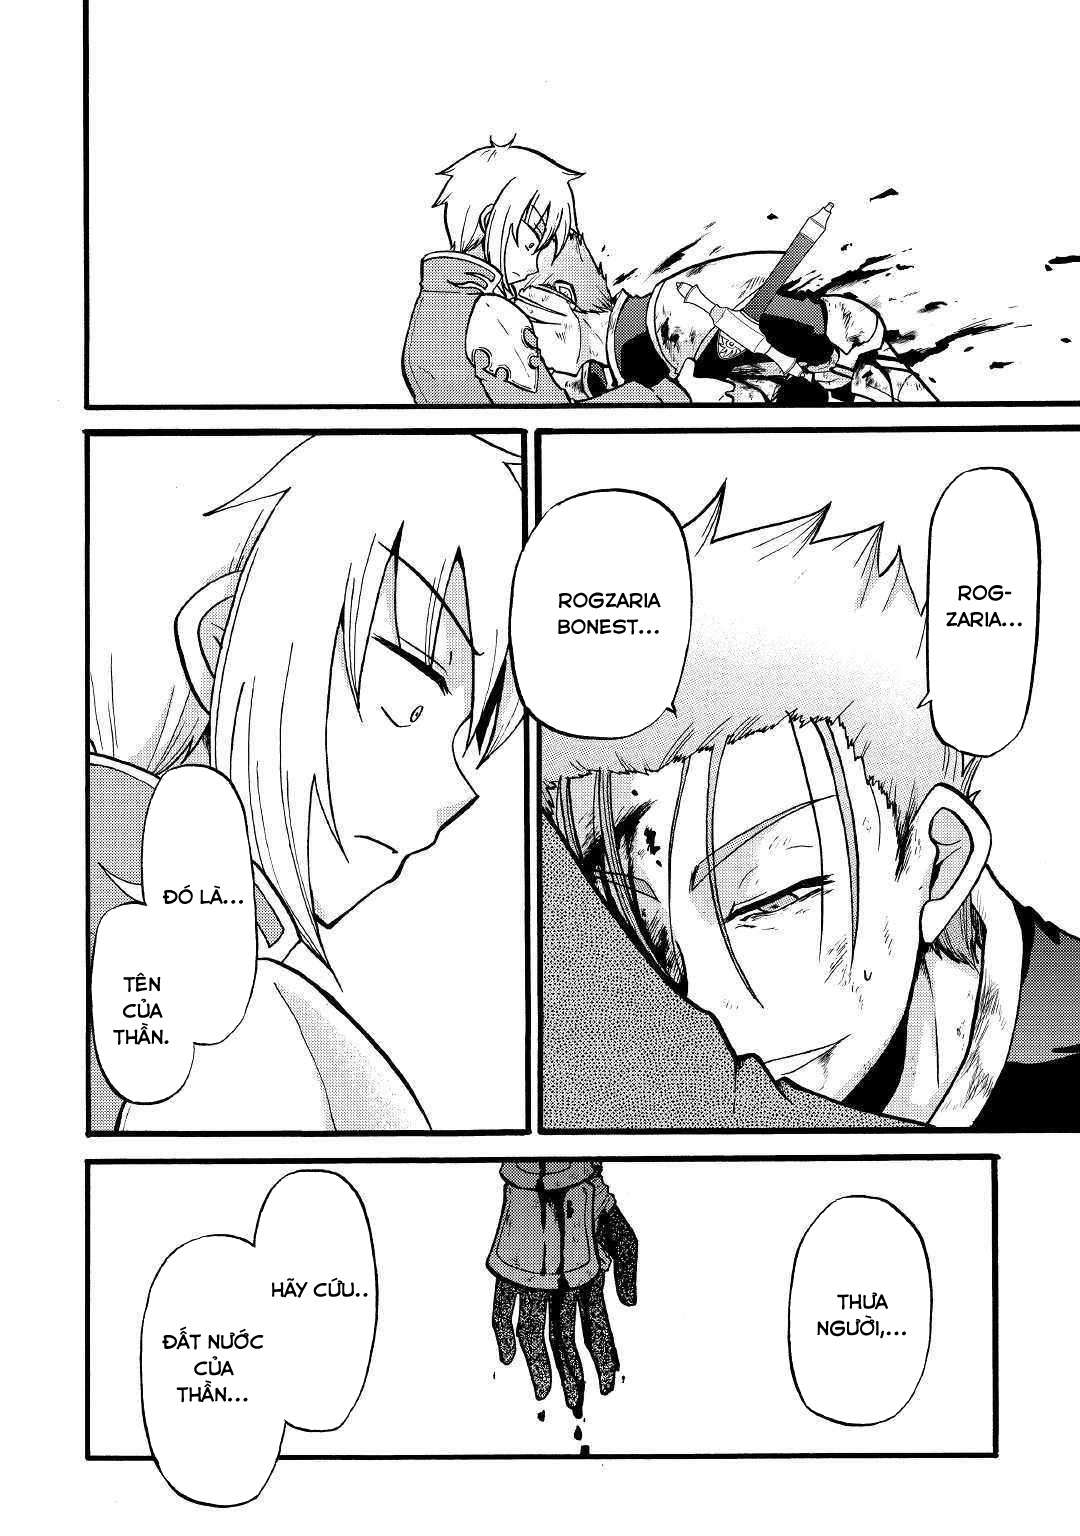 ROG-
ZARIA...
ROGZARIA
BONEST...
ĐÓ LÀ...
TÊN
CỦA
THẦN.
THƯA
NGƯỜI,...
HÃY CỨU..
ĐẤT NƯỚC
CỦA
THẦN...